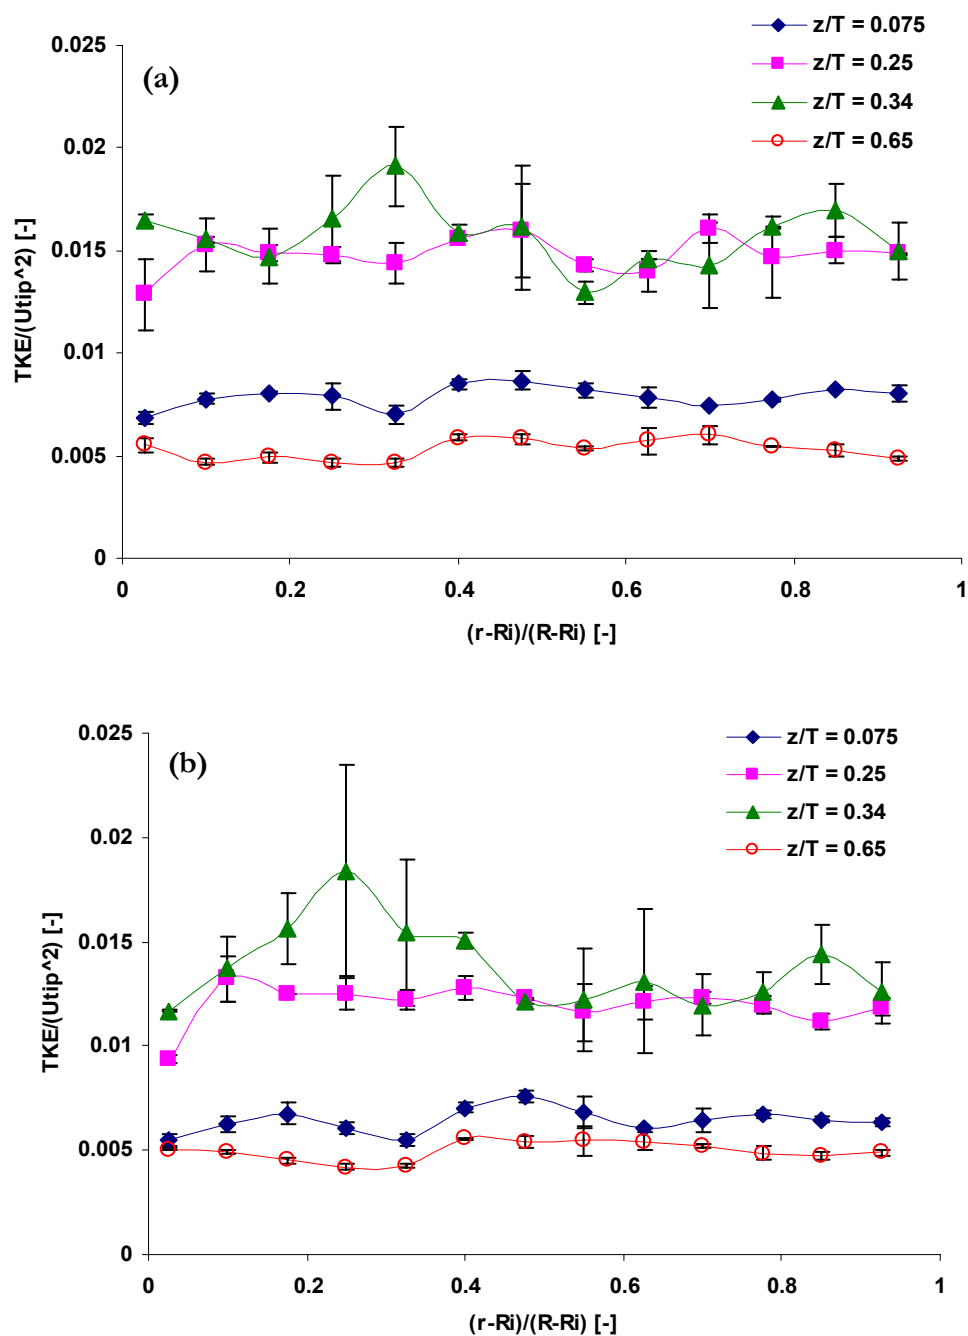 z/T = 0.075
z/T = 0.25
z/T = 0.34
z/T = 0.65
(a)
TKE/(Utip^2) [-]
0.025
0.02
0.015
0.01
0.005
0
0 0.2 0.4 0.6 0.8 1
(r-Ri)/(R-Ri) [-]
z/T = 0.075
z/T = 0.25
z/T = 0.34
z/T = 0.65
(b)
TKE/(Utip^2) [-]
0.025
0.02
0.015
0.01
0.005
0
0 0.2 0.4 0.6 0.8 1
(r-Ri)/(R-Ri) [-]